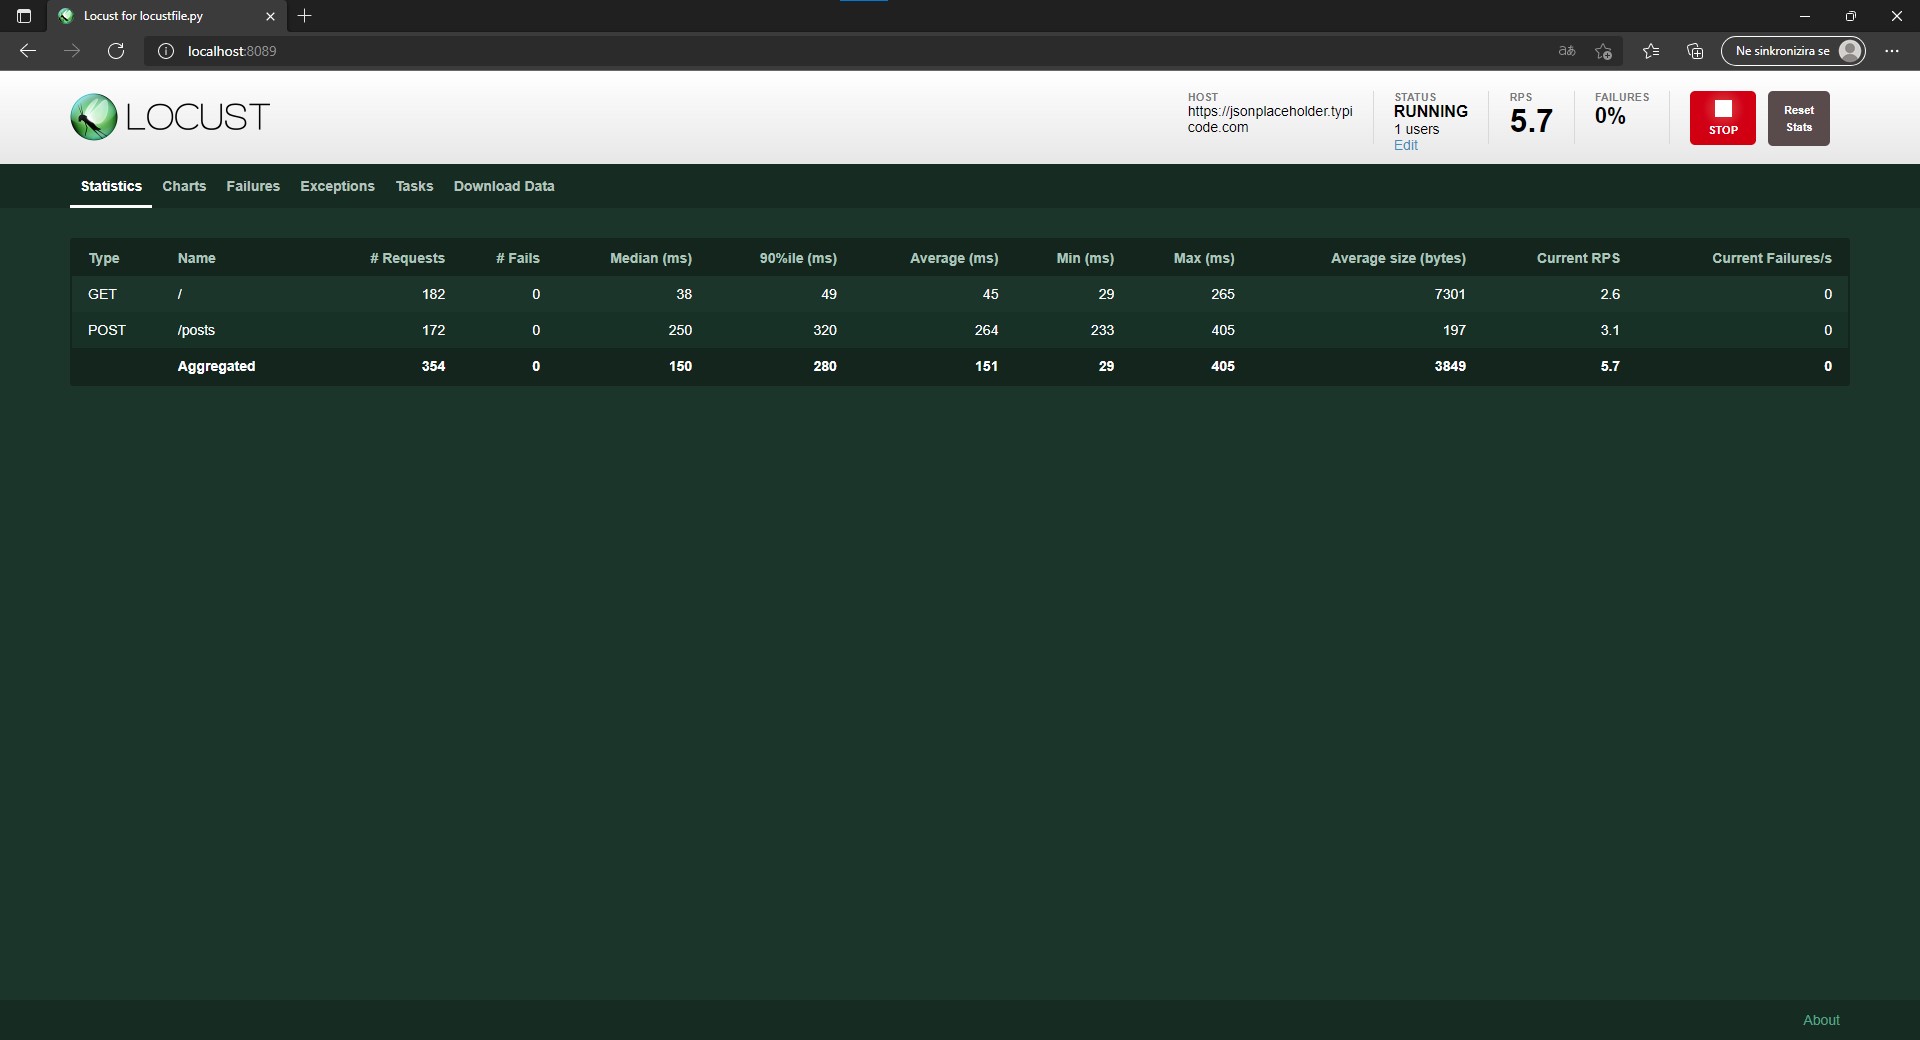 Locust for locustfile.py
localhost:8089
aあ
Ne sinkronizira se
LOCUST
HOST
https://jsonplaceholder.typi
code.com
STATUS
RUNNING
1 users
Edit
RPS
5.7
FAILURES
0%
STOP
Reset
Stats
Statistics Charts Failures Exceptions Tasks Download Data
Type Name # Requests # Fails Median (ms) 90%ile (ms) Average (ms) Min (ms) Max (ms) Average size (bytes) Current RPS Current Failures/s
GET / 182 0 38 49 45 29 265 7301 2.6 0
POST /posts 172 0 250 320 264 233 405 197 3.1 0
Aggregated 354 0 150 280 151 29 405 3849 5.7 0
About